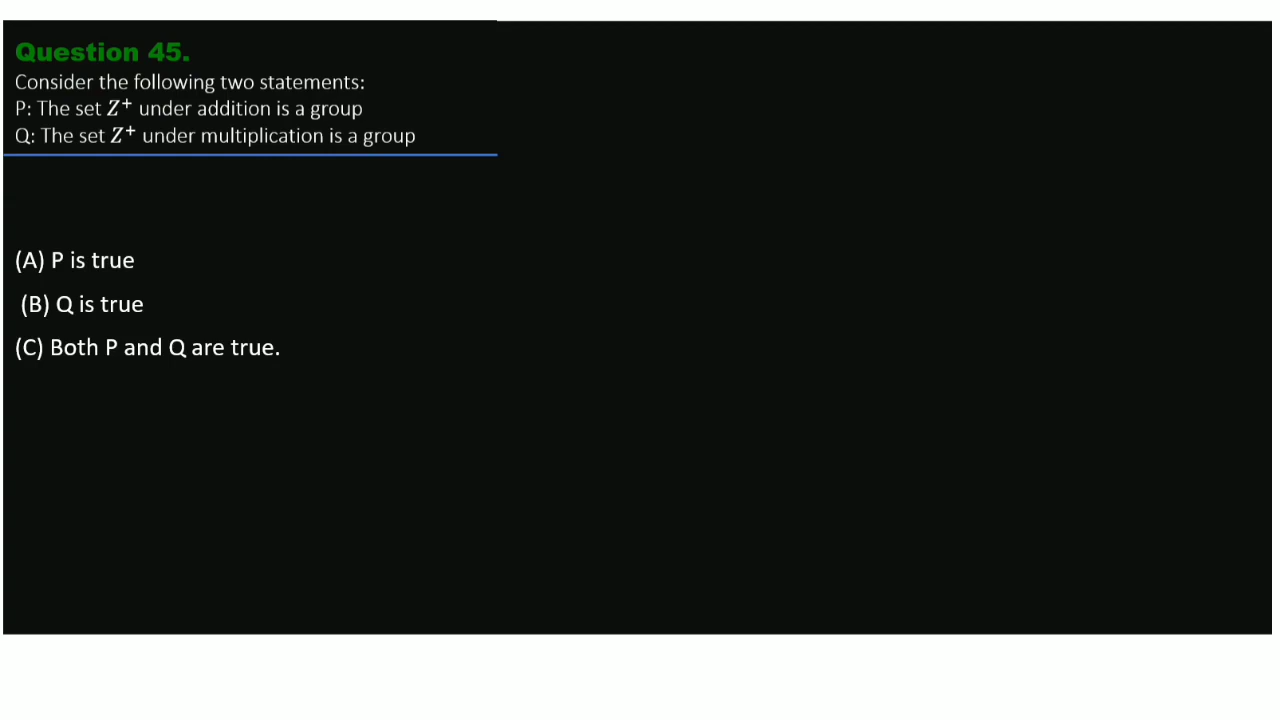 Question 45.
Consider the following two statements:
P: The set Z⁺ under addition is a group
Q: The set Z⁺ under multiplication is a group
(A) P is true
(B) Q is true
(C) Both P and Q are true.